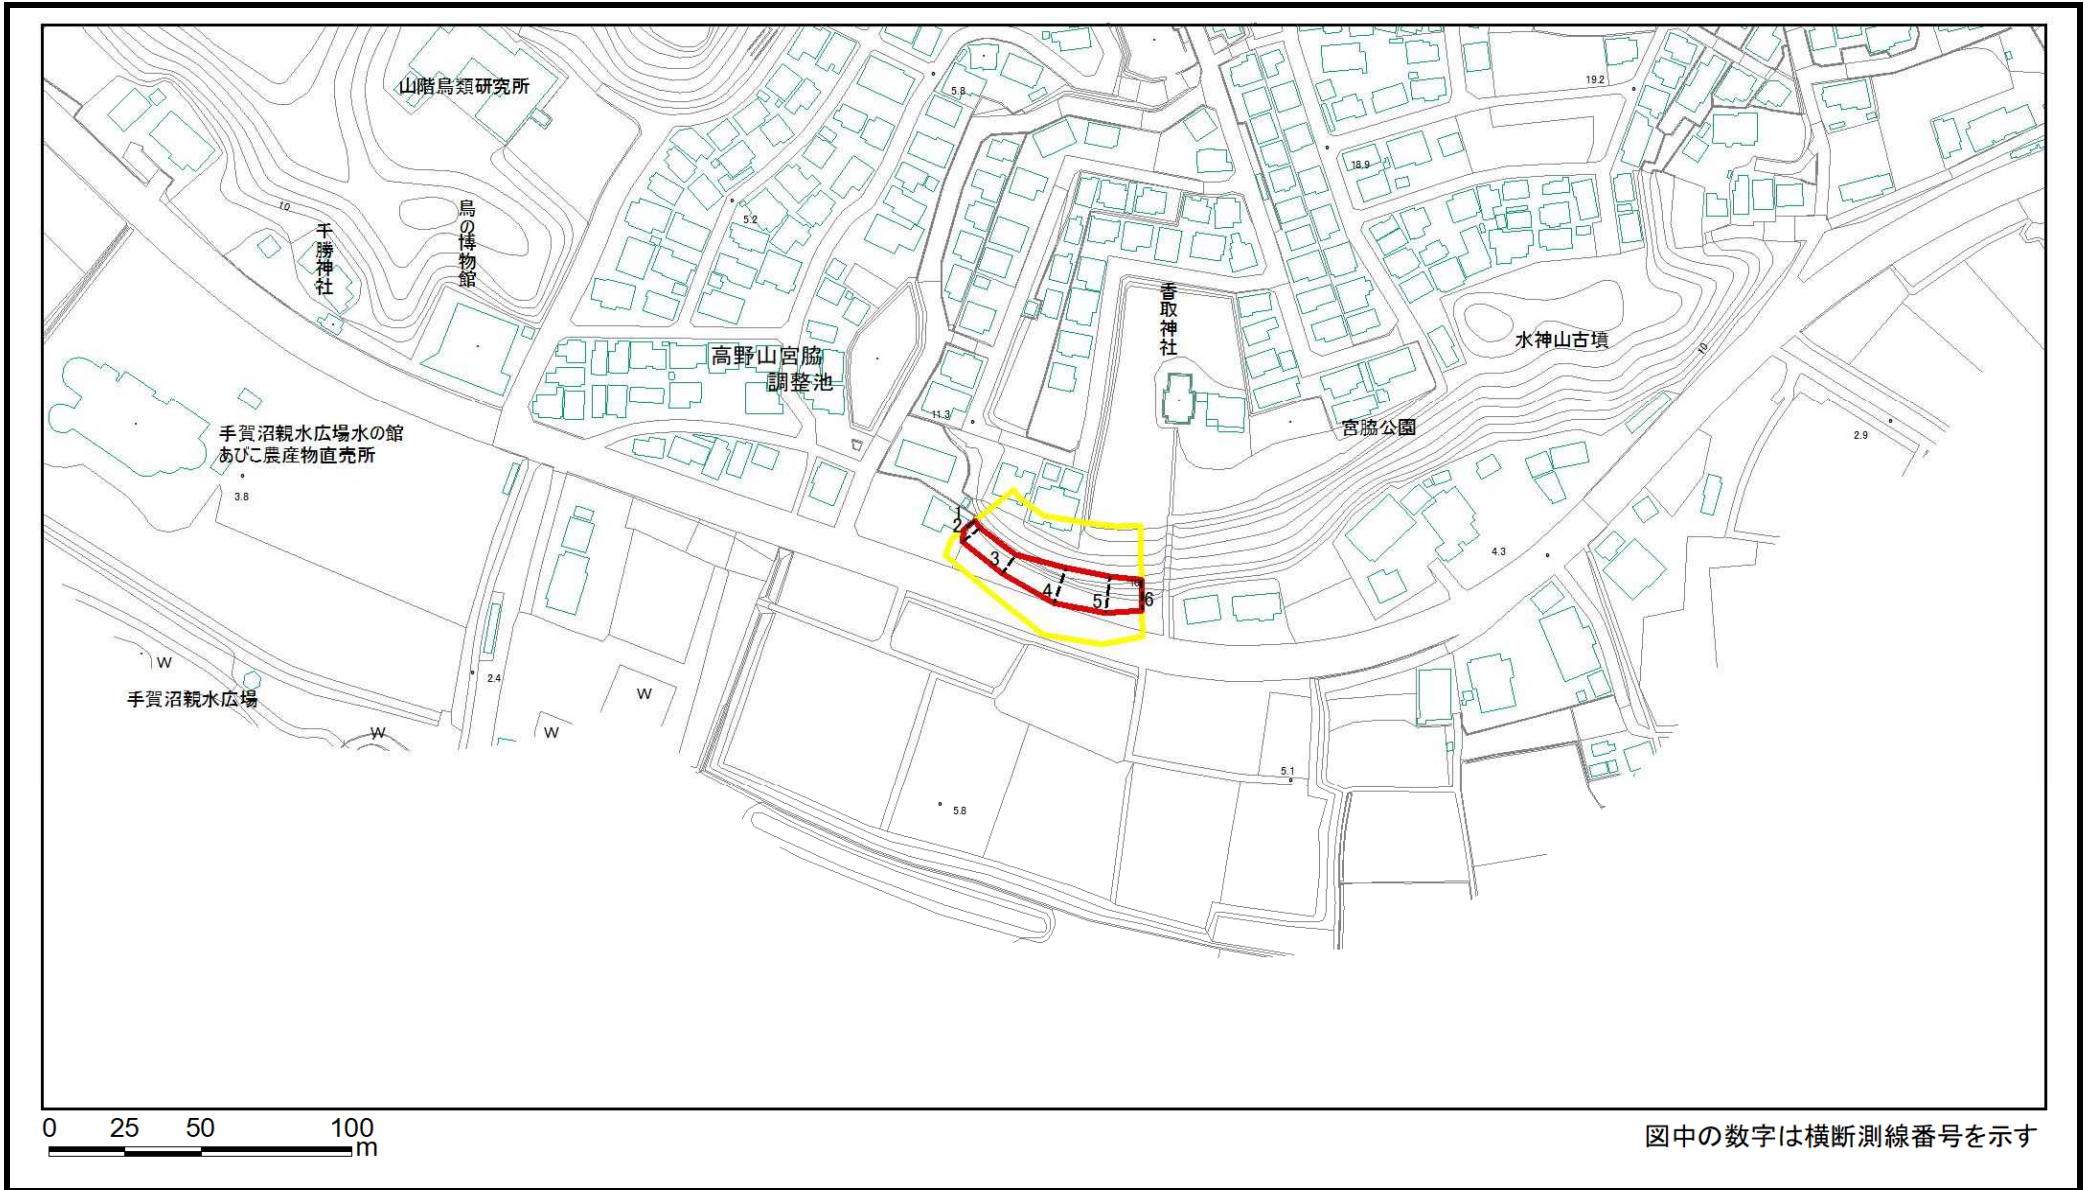 山階鳥類研究所
5.8
19.2
18.9
10
鳥の博物館
千勝神社
5.2
香取神社
水神山古墳
10
高野山宮脇
調整池
11.3
宮脇公園
手賀沼親水広場水の館
あびこ農産物直売所
2.9
3.8
1
2
3
4
5
10
6
4.3
W
手賀沼親水広場
2.4
W
W
W
5.1
5.8
0 25 50 100
m
図中の数字は横断測線番号を示す